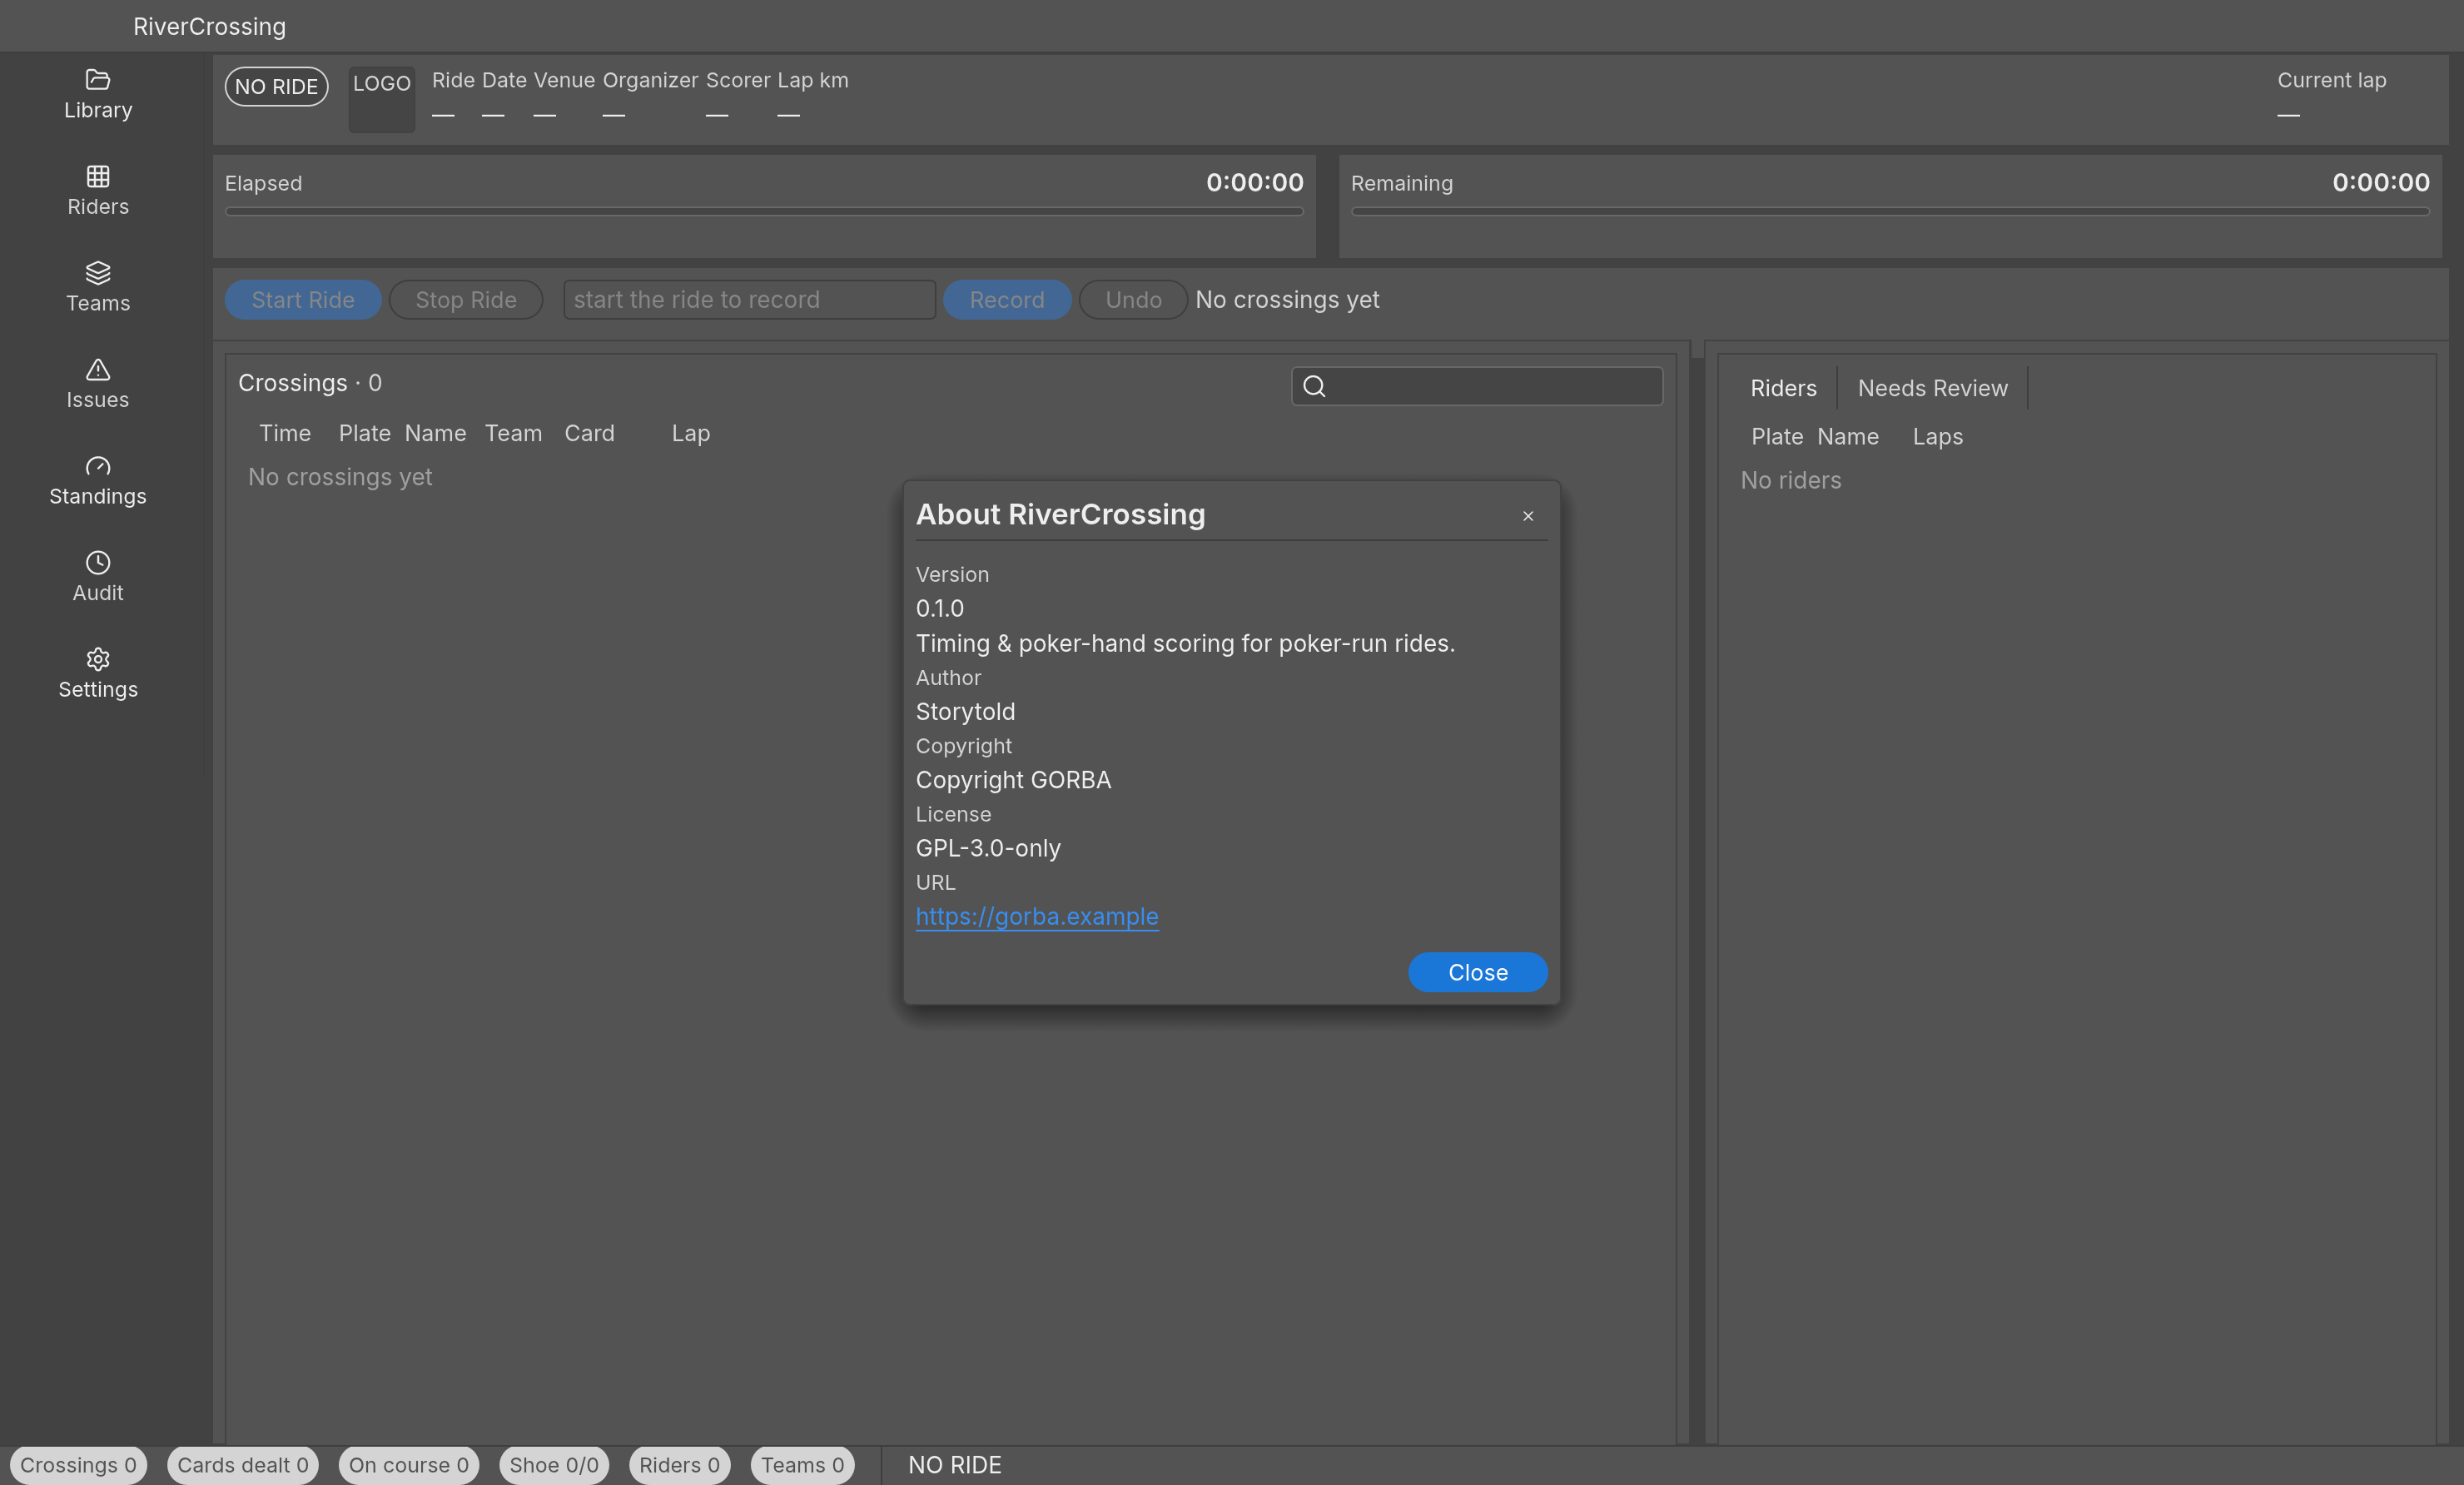 RiverCrossing
Library
Riders
Teams
Issues
Standings
Audit
Settings
NO RIDE
LOGO
Ride Date Venue Organizer Scorer Lap km
— — — — — —
Current lap
—
Elapsed 0:00:00
Remaining 0:00:00
Start Ride Stop Ride start the ride to record Record Undo No crossings yet
Crossings · 0
Time Plate Name Team Card Lap
No crossings yet
Riders Needs Review
Plate Name Laps
No riders
About RiverCrossing ×
Version
0.1.0
Timing & poker-hand scoring for poker-run rides.
Author
Storytold
Copyright
Copyright GORBA
License
GPL-3.0-only
URL
https://gorba.example
Close
Crossings 0 Cards dealt 0 On course 0 Shoe 0/0 Riders 0 Teams 0 NO RIDE